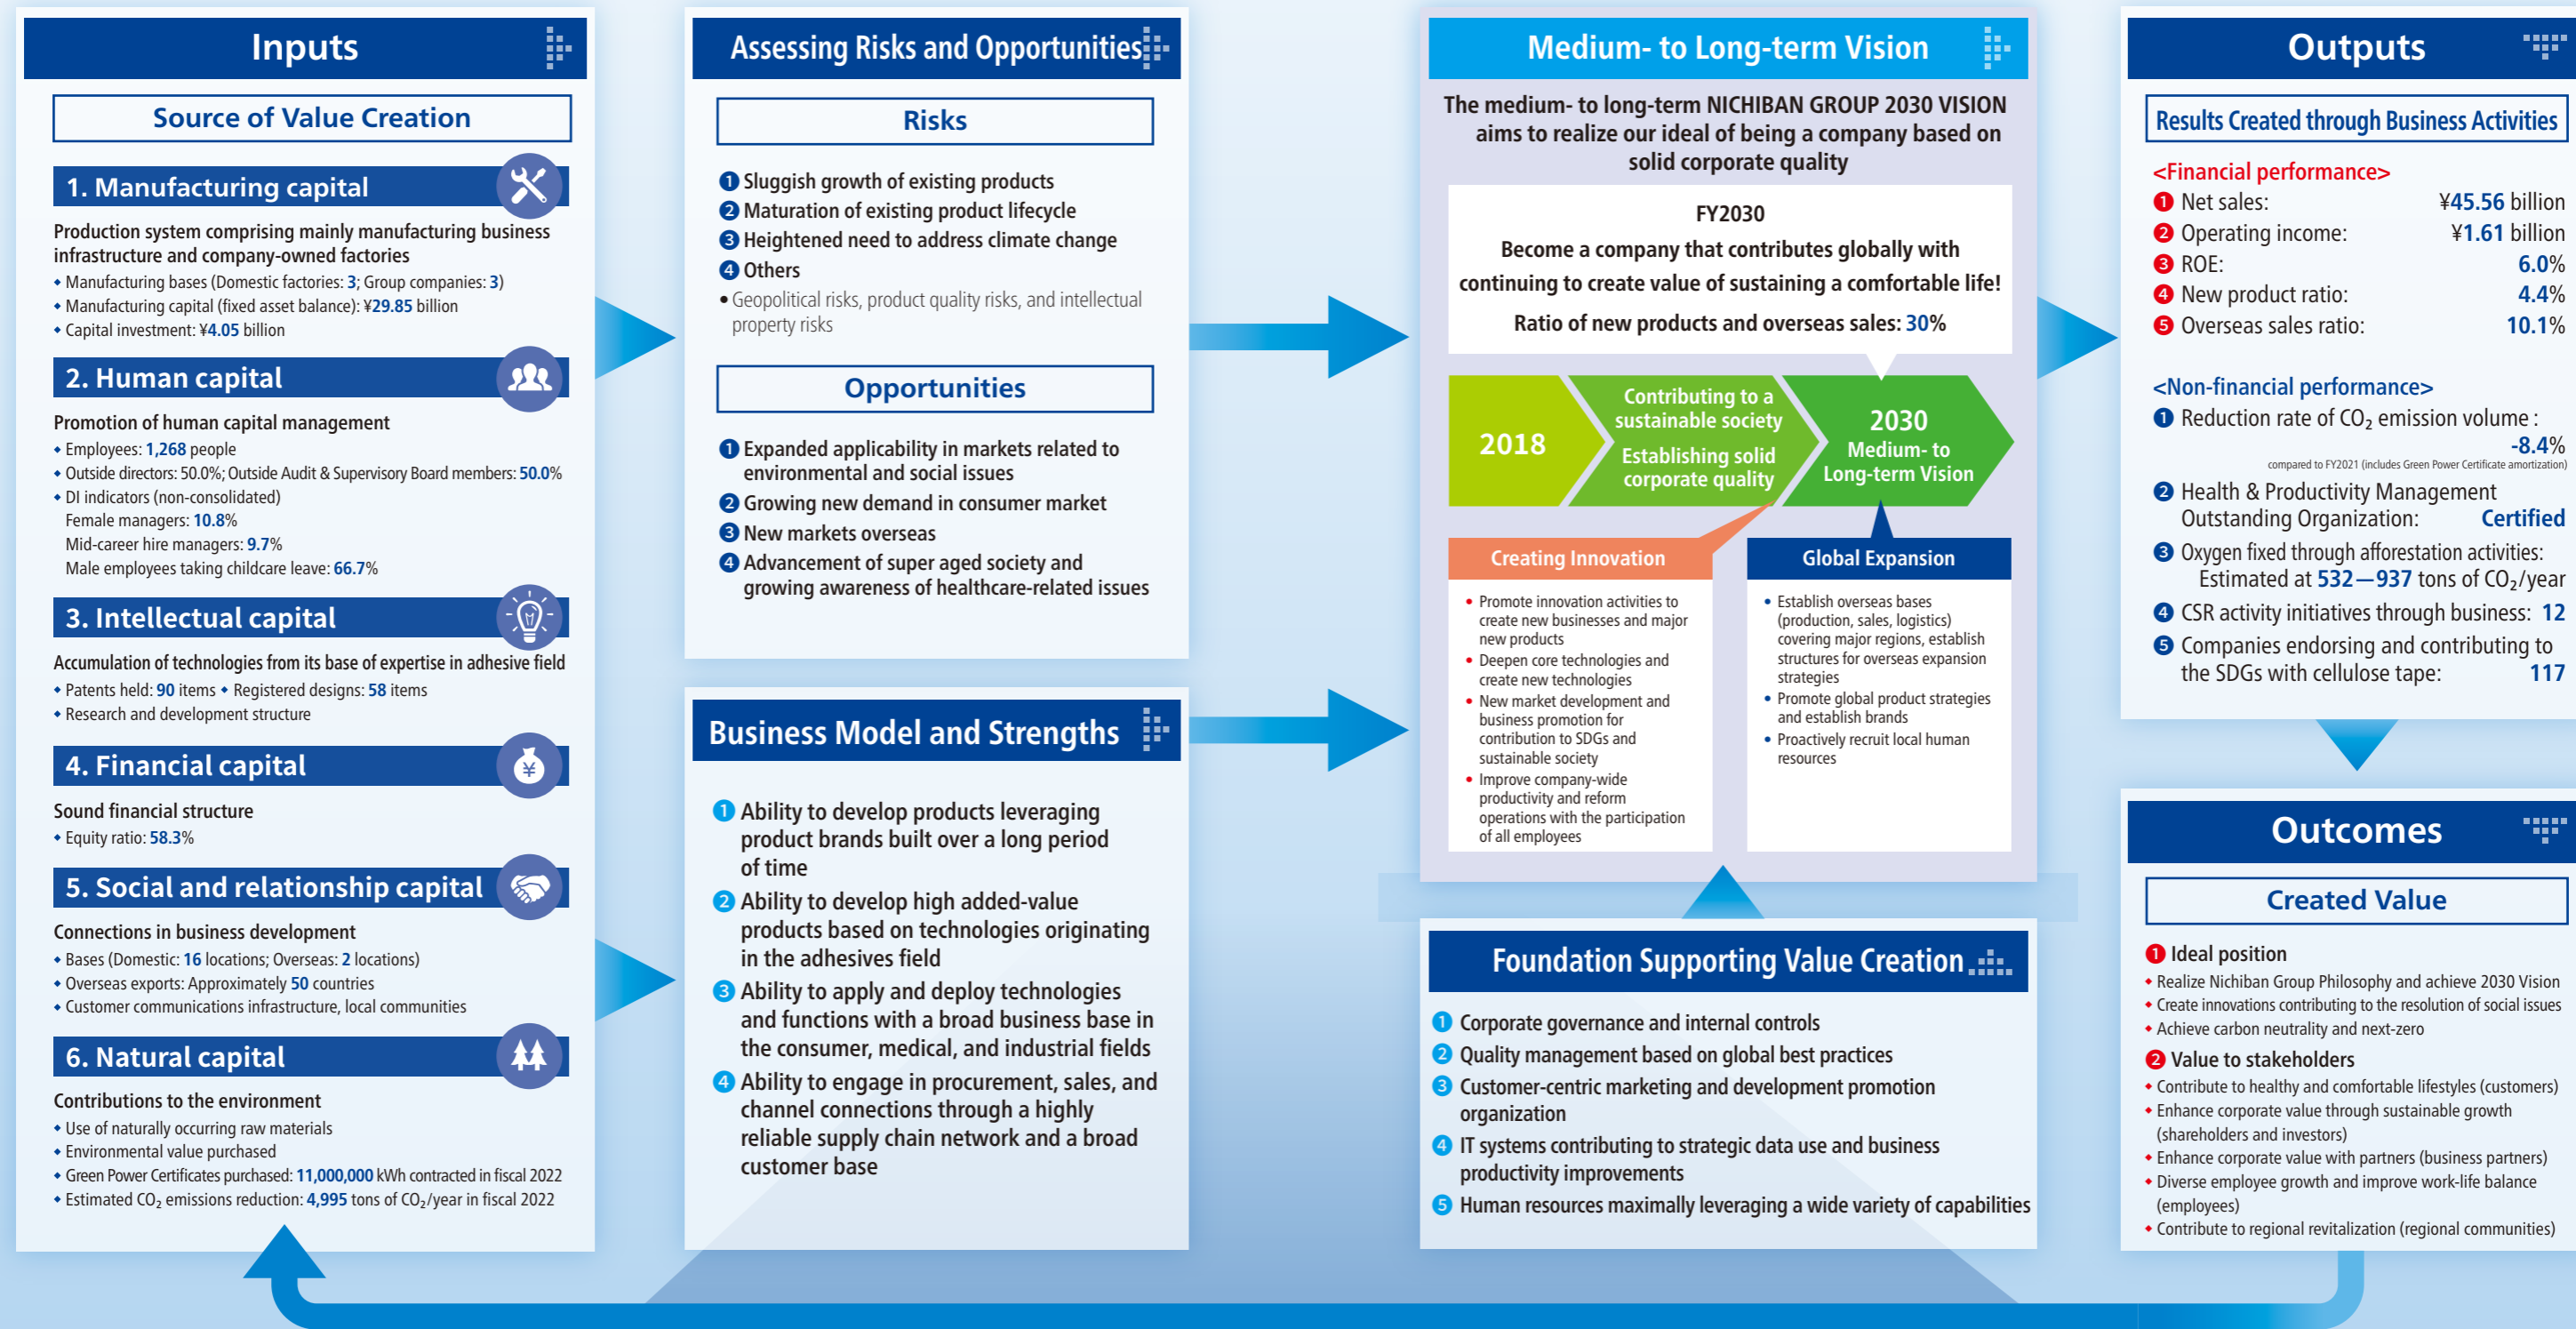 Inputs
Source of Value Creation
1. Manufacturing capital
Production system comprising mainly manufacturing business
infrastructure and company-owned factories
◆ Manufacturing bases (Domestic factories: 3; Group companies: 3)
◆ Manufacturing capital (fixed asset balance): ¥29.85 billion
◆ Capital investment: ¥4.05 billion
2. Human capital
Promotion of human capital management
◆ Employees: 1,268 people
◆ Outside directors: 50.0%; Outside Audit & Supervisory Board members: 50.0%
◆ DI indicators (non-consolidated)
Female managers: 10.8%
Mid-career hire managers: 9.7%
Male employees taking childcare leave: 66.7%
3. Intellectual capital
Accumulation of technologies from its base of expertise in adhesive field
◆ Patents held: 90 items ◆ Registered designs: 58 items
◆ Research and development structure
4. Financial capital
¥
Sound financial structure
◆ Equity ratio: 58.3%
5. Social and relationship capital
Connections in business development
◆ Bases (Domestic: 16 locations; Overseas: 2 locations)
◆ Overseas exports: Approximately 50 countries
◆ Customer communications infrastructure, local communities
6. Natural capital
Contributions to the environment
◆ Use of naturally occurring raw materials
◆ Environmental value purchased
◆ Green Power Certificates purchased: 11,000,000 kWh contracted in fiscal 2022
◆ Estimated CO₂ emissions reduction: 4,995 tons of CO₂/year in fiscal 2022
Assessing Risks and Opportunities
Risks
❶ Sluggish growth of existing products
❷ Maturation of existing product lifecycle
❸ Heightened need to address climate change
❹ Others
• Geopolitical risks, product quality risks, and intellectual
property risks
Opportunities
❶ Expanded applicability in markets related to
environmental and social issues
❷ Growing new demand in consumer market
❸ New markets overseas
❹ Advancement of super aged society and
growing awareness of healthcare-related issues
Business Model and Strengths
❶ Ability to develop products leveraging
product brands built over a long period
of time
❷ Ability to develop high added-value
products based on technologies originating
in the adhesives field
❸ Ability to apply and deploy technologies
and functions with a broad business base in
the consumer, medical, and industrial fields
❹ Ability to engage in procurement, sales, and
channel connections through a highly
reliable supply chain network and a broad
customer base
Medium- to Long-term Vision
The medium- to long-term NICHIBAN GROUP 2030 VISION
aims to realize our ideal of being a company based on
solid corporate quality
FY2030
Become a company that contributes globally with
continuing to create value of sustaining a comfortable life!
Ratio of new products and overseas sales: 30%
2018
Contributing to a
sustainable society
Establishing solid
corporate quality
2030
Medium- to
Long-term Vision
Creating Innovation
• Promote innovation activities to
create new businesses and major
new products
• Deepen core technologies and
create new technologies
• New market development and
business promotion for
contribution to SDGs and
sustainable society
• Improve company-wide
productivity and reform
operations with the participation
of all employees
Global Expansion
• Establish overseas bases
(production, sales, logistics)
covering major regions, establish
structures for overseas expansion
strategies
• Promote global product strategies
and establish brands
• Proactively recruit local human
resources
Foundation Supporting Value Creation
❶ Corporate governance and internal controls
❷ Quality management based on global best practices
❸ Customer-centric marketing and development promotion
organization
❹ IT systems contributing to strategic data use and business
productivity improvements
❺ Human resources maximally leveraging a wide variety of capabilities
Outputs
Results Created through Business Activities
<Financial performance>
❶ Net sales: ¥45.56 billion
❷ Operating income: ¥1.61 billion
❸ ROE: 6.0%
❹ New product ratio: 4.4%
❺ Overseas sales ratio: 10.1%
<Non-financial performance>
❶ Reduction rate of CO₂ emission volume :
-8.4%
compared to FY2021 (includes Green Power Certificate amortization)
❷ Health & Productivity Management
Outstanding Organization: Certified
❸ Oxygen fixed through afforestation activities:
Estimated at 532—937 tons of CO₂/year
❹ CSR activity initiatives through business: 12
❺ Companies endorsing and contributing to
the SDGs with cellulose tape: 117
Outcomes
Created Value
❶ Ideal position
◆ Realize Nichiban Group Philosophy and achieve 2030 Vision
◆ Create innovations contributing to the resolution of social issues
◆ Achieve carbon neutrality and next-zero
❷ Value to stakeholders
◆ Contribute to healthy and comfortable lifestyles (customers)
◆ Enhance corporate value through sustainable growth
(shareholders and investors)
◆ Enhance corporate value with partners (business partners)
◆ Diverse employee growth and improve work-life balance
(employees)
◆ Contribute to regional revitalization (regional communities)